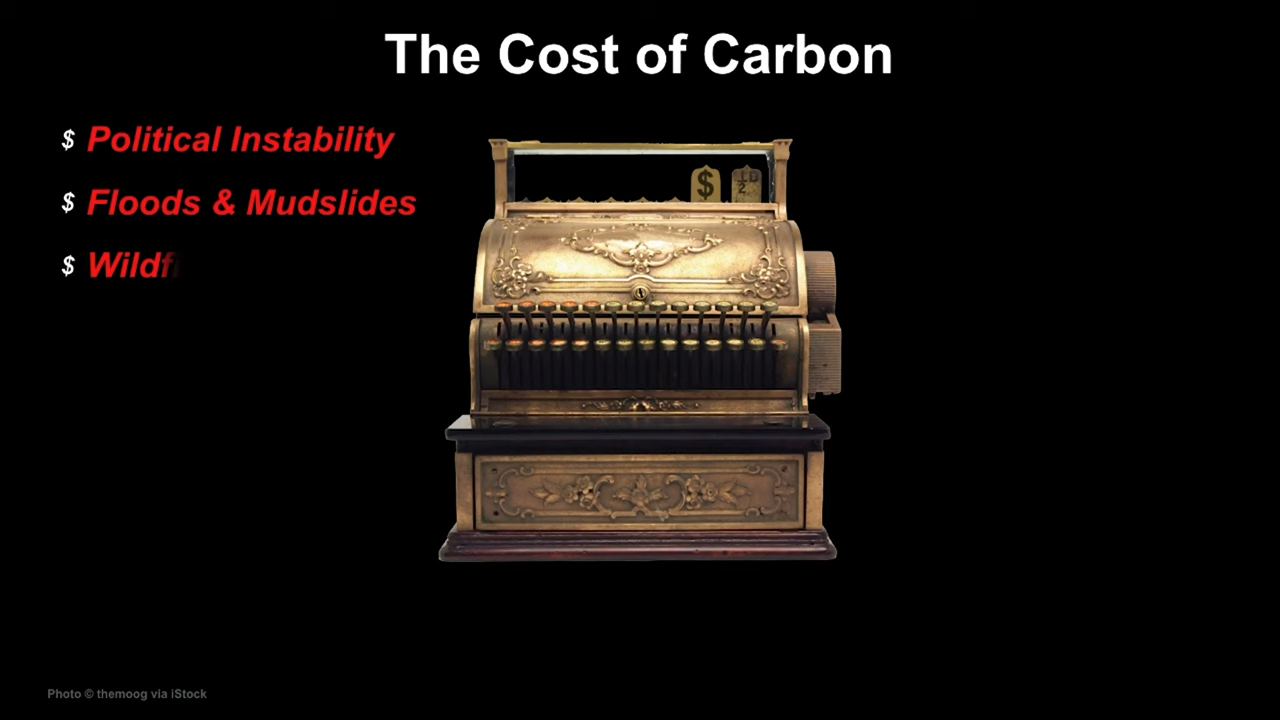 The Cost of Carbon
$ Political Instability
$ Floods & Mudslides
$ Wildf
$
Photo © themoog via iStock